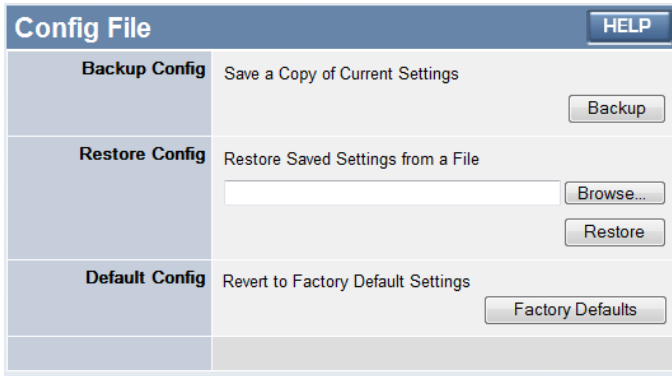 Config File
HELP
Backup Config
Save a Copy of Current Settings
Backup
Restore Config
Restore Saved Settings from a File
Browse...
Restore
Default Config
Revert to Factory Default Settings
Factory Defaults